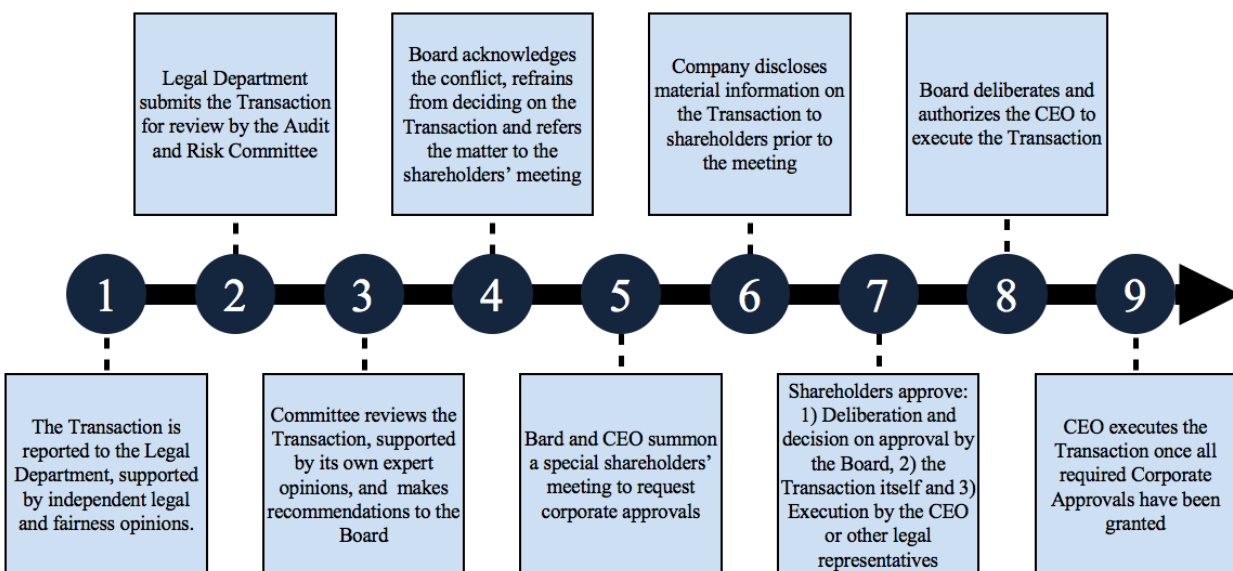 Legal Department
submits the Transaction
for review by the Audit
and Risk Committee
Board acknowledges
the conflict, refrains
from deciding on the
Transaction and refers
the matter to the
shareholders’ meeting
Company discloses
material information on
the Transaction to
shareholders prior to
the meeting
Board deliberates and
authorizes the CEO to
execute the Transaction
1
2
3
4
5
6
7
8
9
The Transaction is
reported to the Legal
Department, supported
by independent legal
and fairness opinions.
Committee reviews the
Transaction, supported
by its own expert
opinions, and makes
recommendations to the
Board
Bard and CEO summon
a special shareholders’
meeting to request
corporate approvals
Shareholders approve:
1) Deliberation and
decision on approval by
the Board, 2) the
Transaction itself and 3)
Execution by the CEO
or other legal
representatives
CEO executes the
Transaction once all
required Corporate
Approvals have been
granted